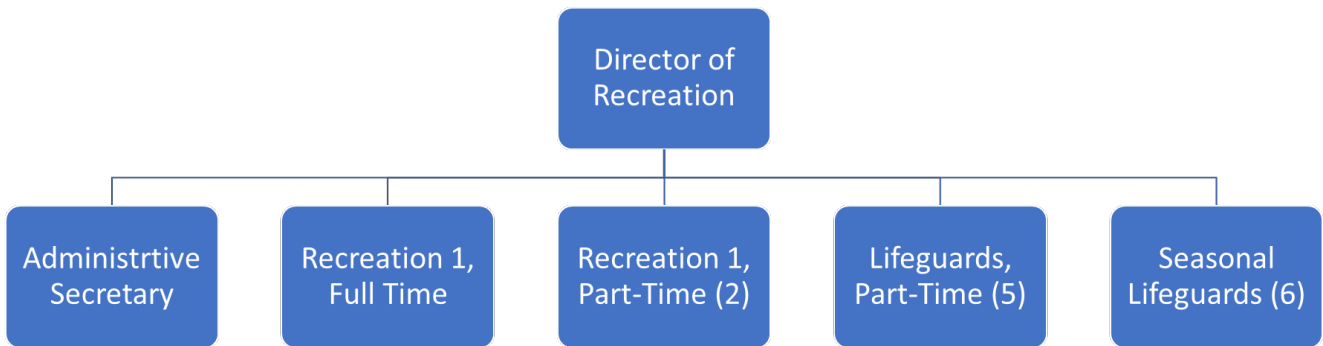 Director of
Recreation
Administrtive
Secretary
Recreation 1,
Full Time
Recreation 1,
Part-Time (2)
Lifeguards,
Part-Time (5)
Seasonal
Lifeguards (6)